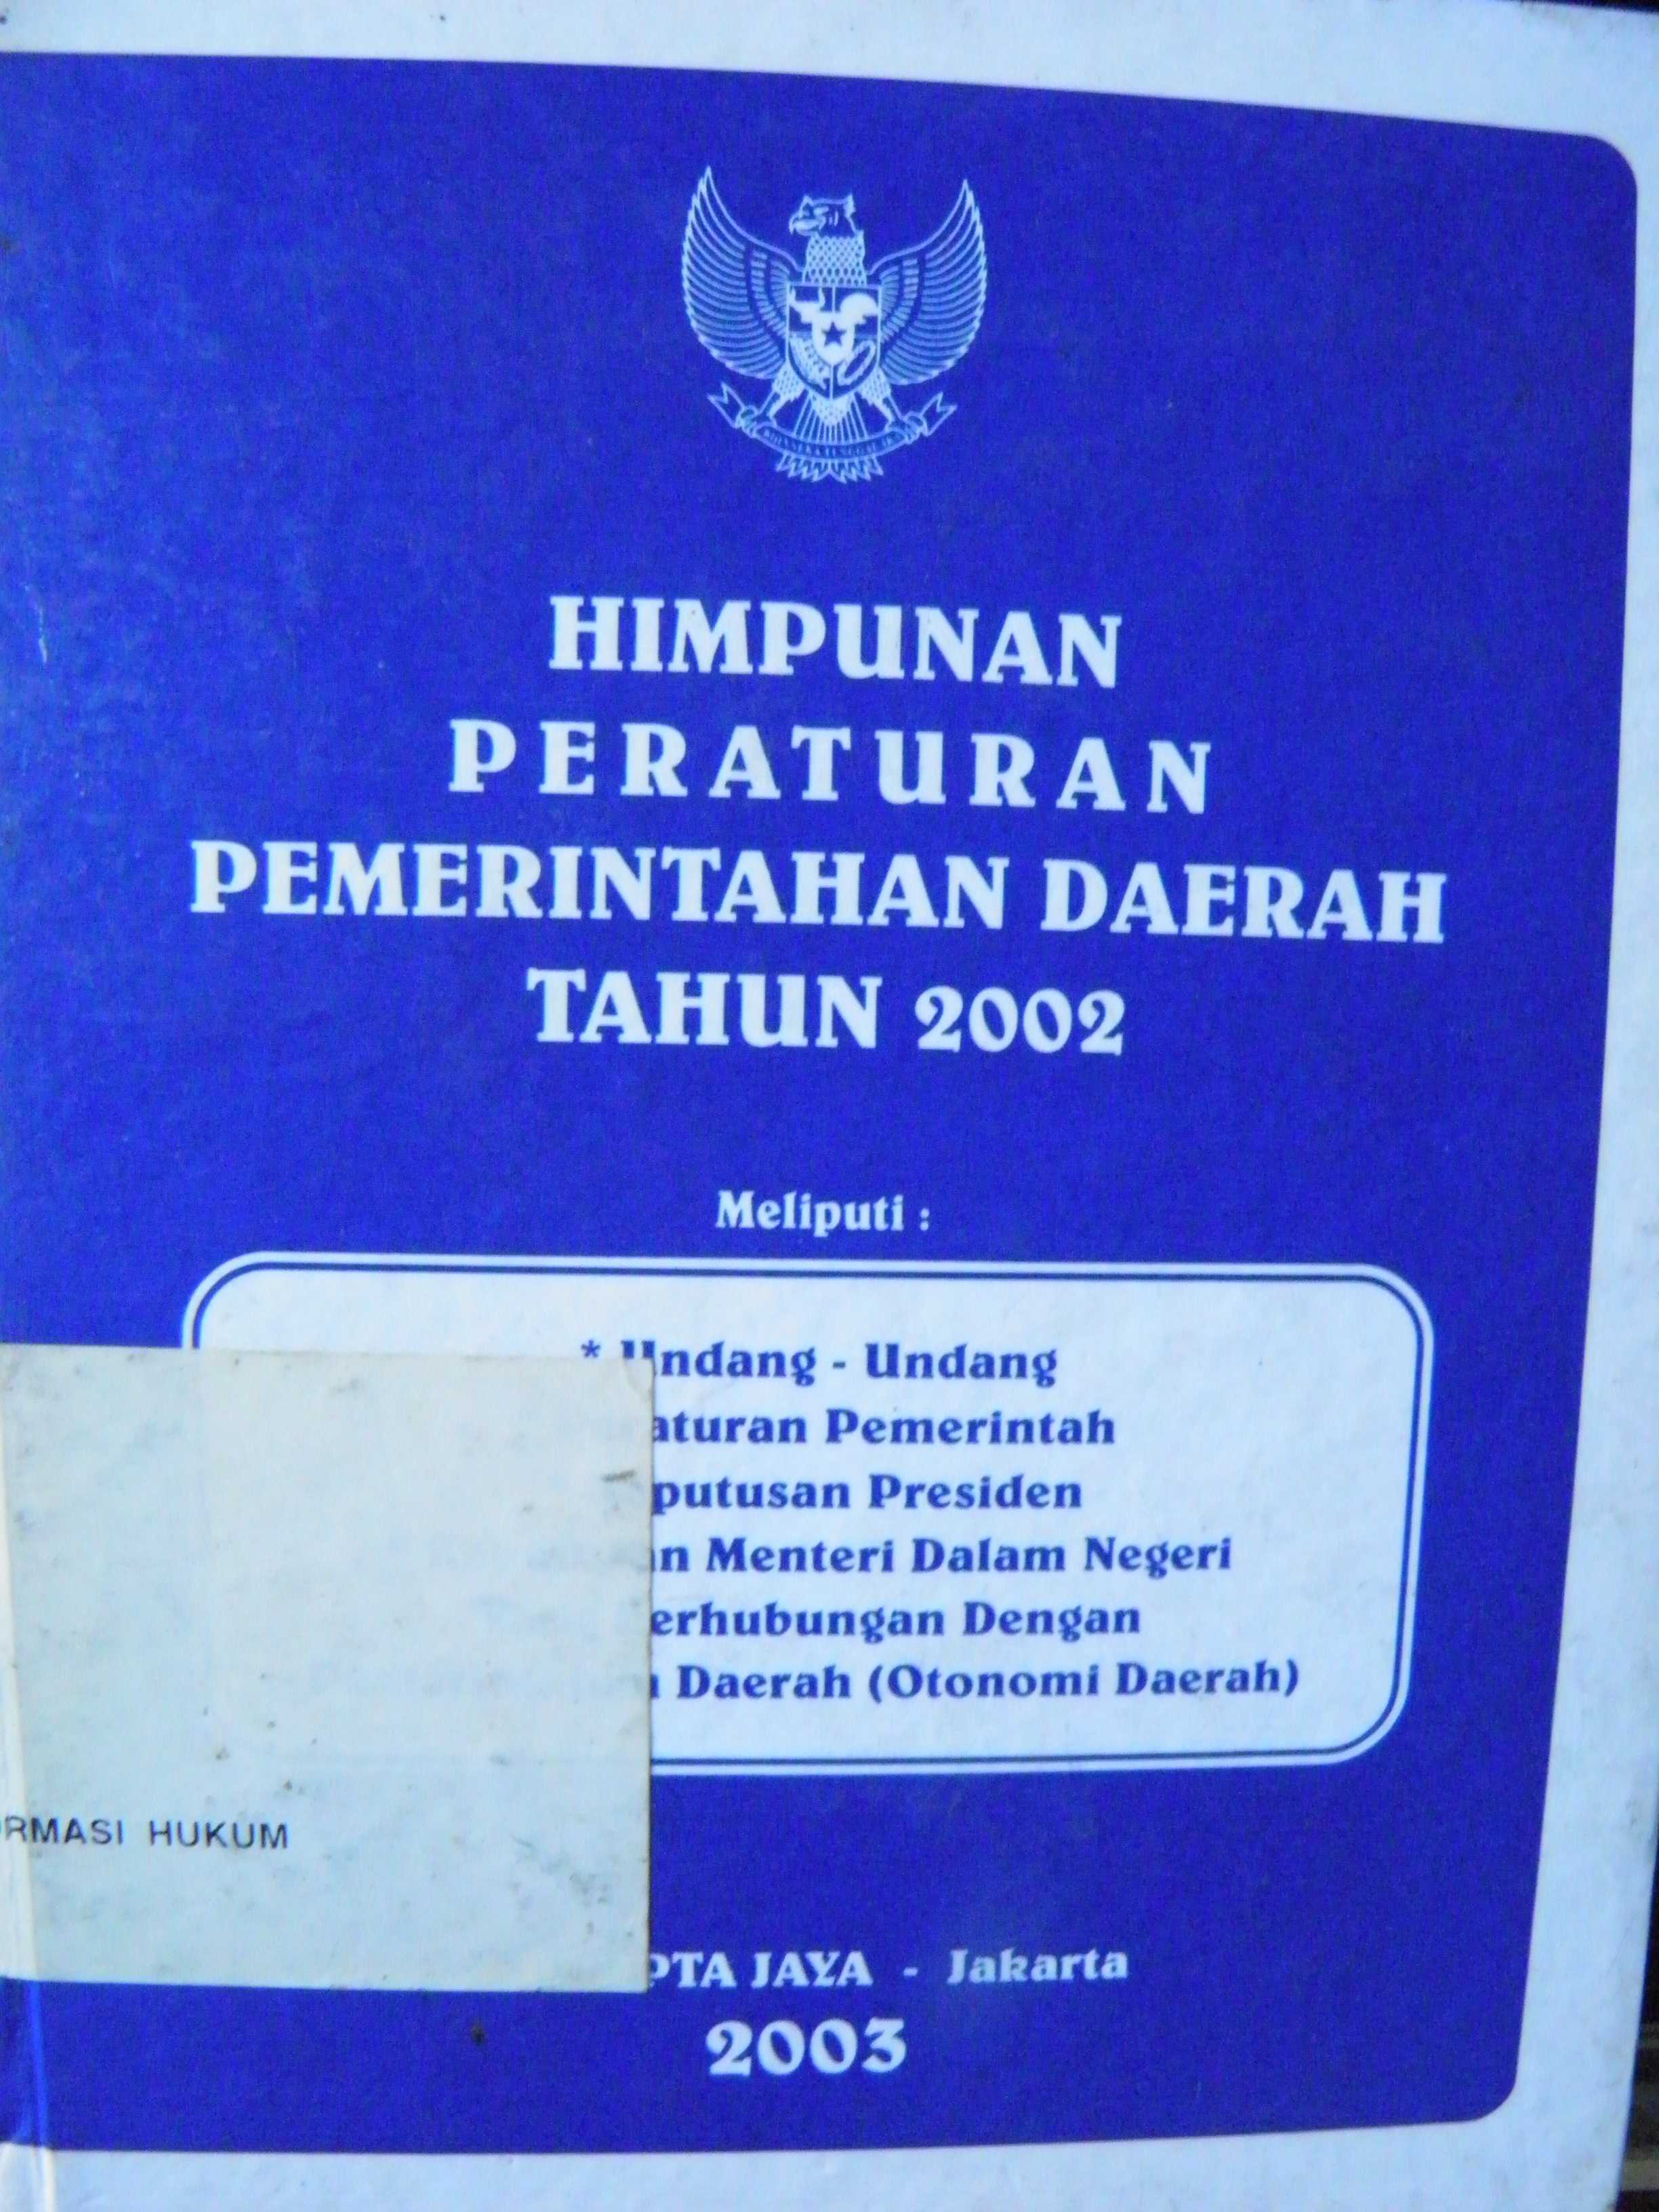 HIMPUNAN
PERATURAN
PEMERINTAHAN DAERAH
TAHUN 2002
Meliputi :
* Undang - Undang
aturan Pemerintah
putusan Presiden
n Menteri Dalam Negeri
erhubungan Dengan
Daerah (Otonomi Daerah)
RMASI HUKUM
PTA JAYA - Jakarta
2003